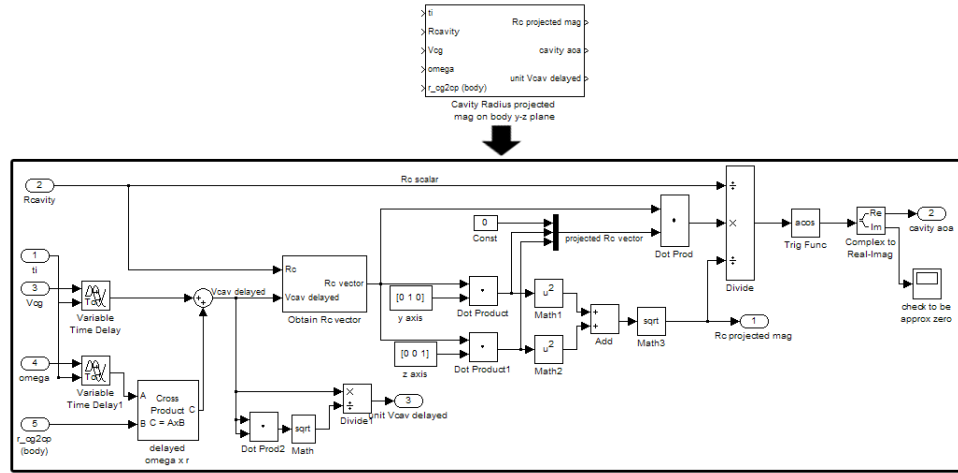 ti
Rcavity
Vcg
omega
r_cg2cp (body)
Rc projected mag
cavity aoa
unit Vcav delayed
Cavity Radius projected
mag on body y-z plane
2
Rcavity
Rc scalar
1
ti
3
Vcg
Variable
Time Delay
4
omega
Variable
Time Delay1
5
r_cg2cp
(body)
A
B
Cross
Product
C = AxB
C
delayed
omega x r
Vcav delayed
Rc
Vcav delayed
Rc vector
Obtain Rc vector
0
Const
projected Rc vector
[0 1 0]
y axis
[0 0 1]
z axis
Dot Product
Dot Product1
u2
Math1
u2
Math2
+
+
Add
sqrt
Math3
1
Rc projected mag
Dot Prod
÷
×
÷
Divide
acos
Trig Func
Re
Im
Complex to
Real-Imag
2
cavity aoa
check to be
approx zero
Dot Prod2
sqrt
Math
×
÷
Divide1
3
unit Vcav delayed